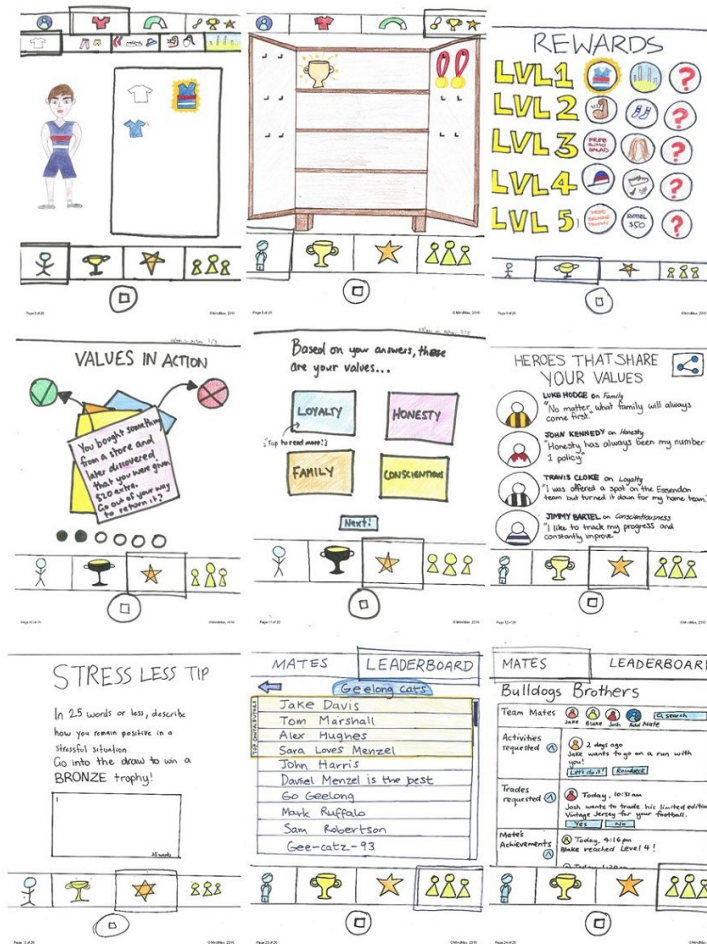 REWARDS
LVL1
?
LVL2
?
LVL3
?
LVL4
?
LVL 5
REBEL
$50
?
VALUES IN ACTION
You bought something
from a store and
later discovered
that you were given
$20 extra.
Go out of your way
to return it?
Based on your answers, these
are your values...
LOYALTY
HONESTY
(Tap to read more!)
FAMILY
CONSCIENTIOUS
Next!
HEROES THAT SHARE
YOUR VALUES
LUKE HODGE on Family
"No matter what family will always
come first."
JOHN KENNEDY on Honesty
"Honesty has always been my number
1 policy."
TRAVIS CLOKE on Loyalty
"I was offered a spot on the Essendon
team but turned it down for my home team."
JIMMY BARTEL on Conscientiousness
"I like to track my progress and
constantly improve
STRESS LESS TIP
In 25 words or less, describe
how you remain positive in a
stressful situation
Go into the draw to win a
BRONZE trophy!
25 words
MATES
LEADERBOARD
Geelong Cats
TOP CONTRIBUTORS
Jake Davis
Tom Marshall
Alex Hughes
Sara Loves Menzel
John Harris
Daniel Menzel is the best
Go Geelong
Mark Ruffalo
Sam Robertson
Gee-catz-93
MATES
LEADERBOARD
Bulldogs Brothers
Team Mates
Jake
Blake
Josh
Add Mate
search
Activities
requested
2 days ago
Jake wants to go on a run with
you!
Let's do it!
Trades
requested
Today, 10:31 am
Josh wants to trade his limited edition
Vintage Jersey for your football.
Yes
No
Mate's
Achievements
Today, 4:16pm
Blake reached Level 4!